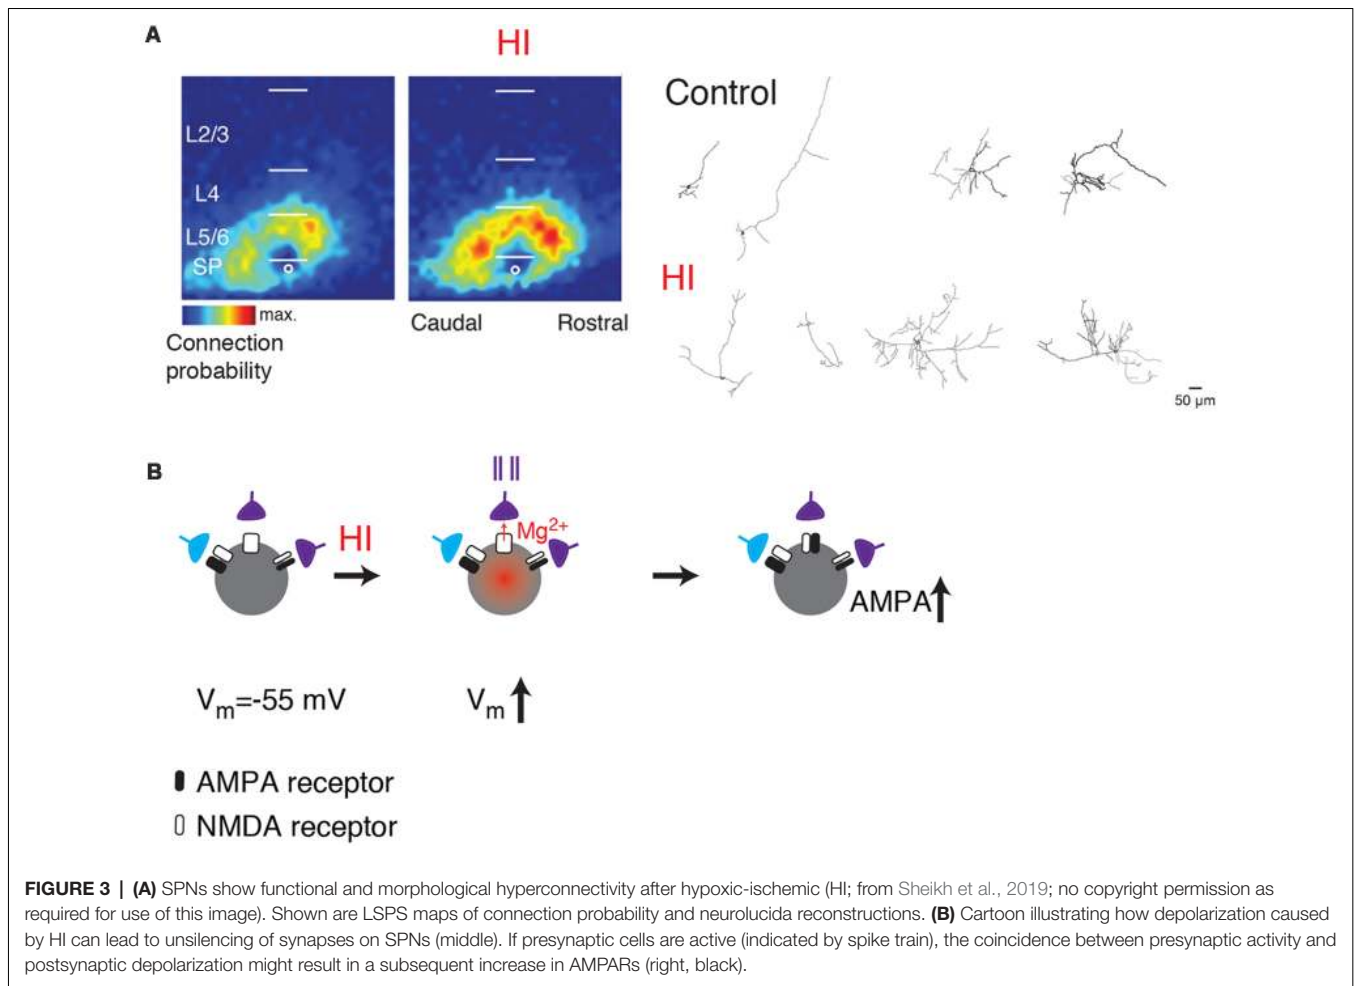 A
HI
L2/3
L4
L5/6
SP
max.
Connection
probability
Caudal Rostral
Control
HI
50 µm
B
HI
Mg2+
AMPA
Vm=-55 mV
Vm
AMPA receptor
NMDA receptor
FIGURE 3 | (A) SPNs show functional and morphological hyperconnectivity after hypoxic-ischemic (HI; from Sheikh et al., 2019; no copyright permission as
required for use of this image). Shown are LSPS maps of connection probability and neurolucida reconstructions. (B) Cartoon illustrating how depolarization caused
by HI can lead to unsilencing of synapses on SPNs (middle). If presynaptic cells are active (indicated by spike train), the coincidence between presynaptic activity and
postsynaptic depolarization might result in a subsequent increase in AMPARs (right, black).